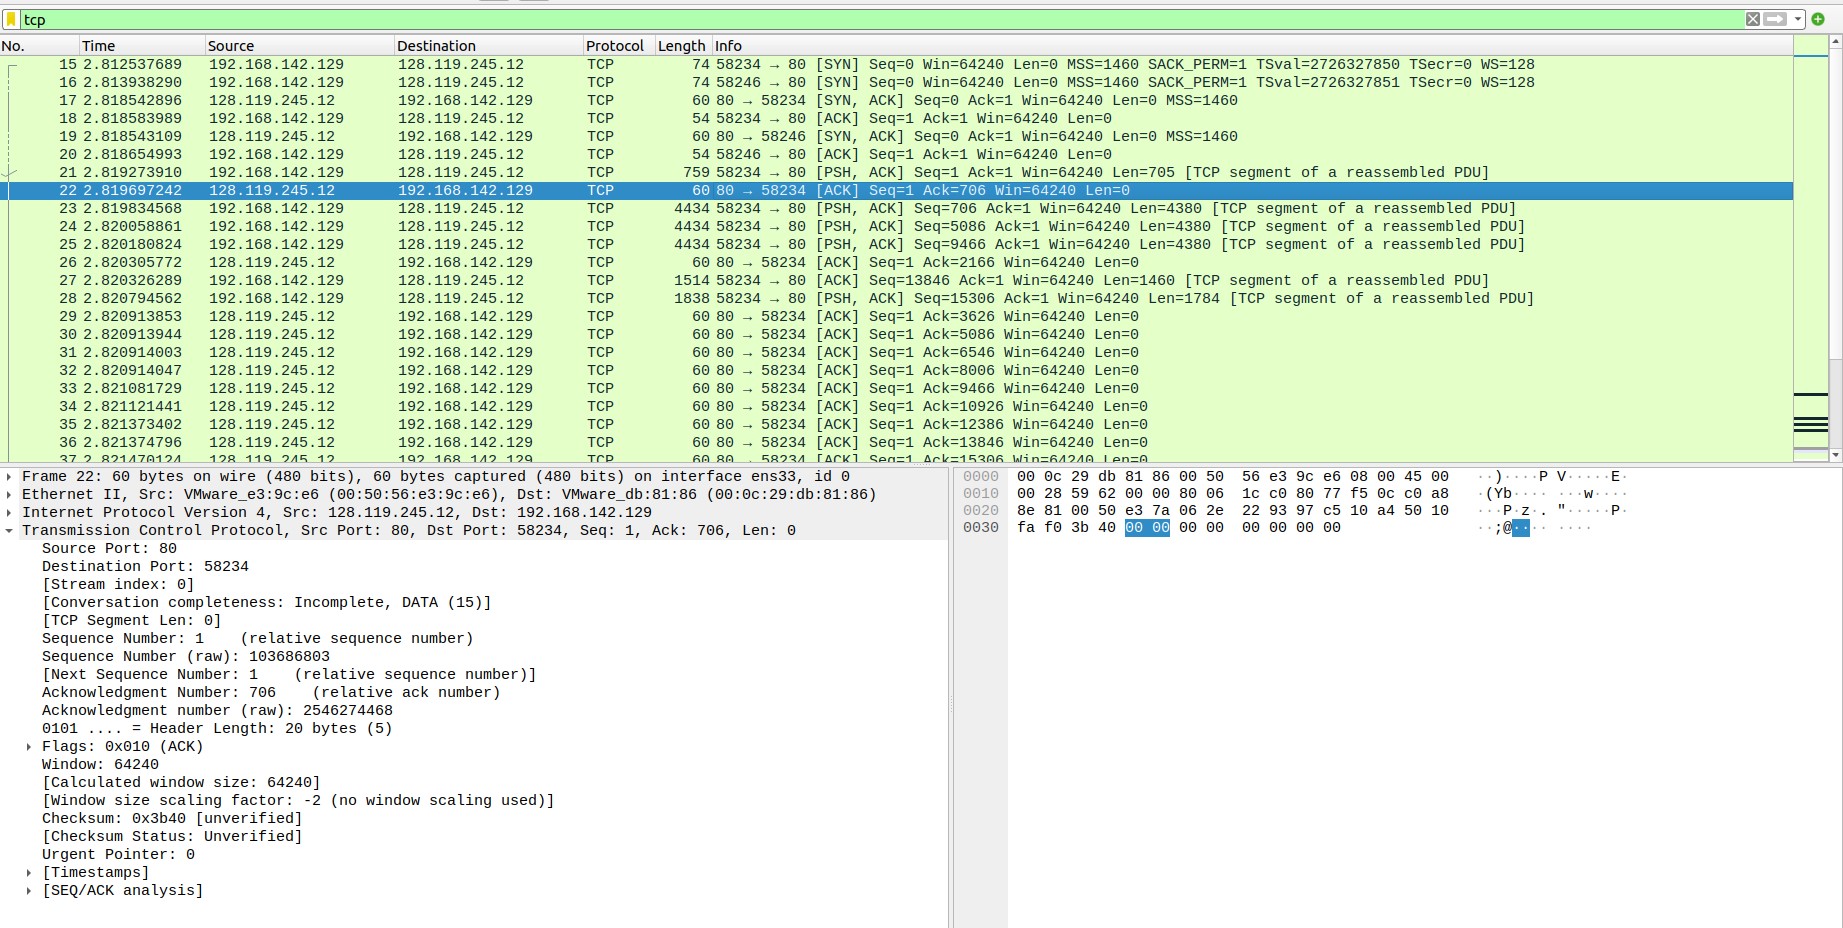 tcp
No. Time Source Destination Protocol Length Info
15 2.812537689 192.168.142.129 128.119.245.12 TCP 74 58234 → 80 [SYN] Seq=0 Win=64240 Len=0 MSS=1460 SACK_PERM=1 TSval=2726327850 TSecr=0 WS=128
16 2.813938290 192.168.142.129 128.119.245.12 TCP 74 58246 → 80 [SYN] Seq=0 Win=64240 Len=0 MSS=1460 SACK_PERM=1 TSval=2726327851 TSecr=0 WS=128
17 2.818542896 128.119.245.12 192.168.142.129 TCP 60 80 → 58234 [SYN, ACK] Seq=0 Ack=1 Win=64240 Len=0 MSS=1460
18 2.818583989 192.168.142.129 128.119.245.12 TCP 54 58234 → 80 [ACK] Seq=1 Ack=1 Win=64240 Len=0
19 2.818543109 128.119.245.12 192.168.142.129 TCP 60 80 → 58246 [SYN, ACK] Seq=0 Ack=1 Win=64240 Len=0 MSS=1460
20 2.818654993 192.168.142.129 128.119.245.12 TCP 54 58246 → 80 [ACK] Seq=1 Ack=1 Win=64240 Len=0
21 2.819273910 192.168.142.129 128.119.245.12 TCP 759 58234 → 80 [PSH, ACK] Seq=1 Ack=1 Win=64240 Len=705 [TCP segment of a reassembled PDU]
22 2.819697242 128.119.245.12 192.168.142.129 TCP 60 80 → 58234 [ACK] Seq=1 Ack=706 Win=64240 Len=0
23 2.819834568 192.168.142.129 128.119.245.12 TCP 4434 58234 → 80 [PSH, ACK] Seq=706 Ack=1 Win=64240 Len=4380 [TCP segment of a reassembled PDU]
24 2.820058861 192.168.142.129 128.119.245.12 TCP 4434 58234 → 80 [PSH, ACK] Seq=5086 Ack=1 Win=64240 Len=4380 [TCP segment of a reassembled PDU]
25 2.820180824 192.168.142.129 128.119.245.12 TCP 4434 58234 → 80 [PSH, ACK] Seq=9466 Ack=1 Win=64240 Len=4380 [TCP segment of a reassembled PDU]
26 2.820305772 128.119.245.12 192.168.142.129 TCP 60 80 → 58234 [ACK] Seq=1 Ack=2166 Win=64240 Len=0
27 2.820326289 192.168.142.129 128.119.245.12 TCP 1514 58234 → 80 [ACK] Seq=13846 Ack=1 Win=64240 Len=1460 [TCP segment of a reassembled PDU]
28 2.820794562 192.168.142.129 128.119.245.12 TCP 1838 58234 → 80 [PSH, ACK] Seq=15306 Ack=1 Win=64240 Len=1784 [TCP segment of a reassembled PDU]
29 2.820913853 128.119.245.12 192.168.142.129 TCP 60 80 → 58234 [ACK] Seq=1 Ack=3626 Win=64240 Len=0
30 2.820913944 128.119.245.12 192.168.142.129 TCP 60 80 → 58234 [ACK] Seq=1 Ack=5086 Win=64240 Len=0
31 2.820914003 128.119.245.12 192.168.142.129 TCP 60 80 → 58234 [ACK] Seq=1 Ack=6546 Win=64240 Len=0
32 2.820914047 128.119.245.12 192.168.142.129 TCP 60 80 → 58234 [ACK] Seq=1 Ack=8006 Win=64240 Len=0
33 2.821081729 128.119.245.12 192.168.142.129 TCP 60 80 → 58234 [ACK] Seq=1 Ack=9466 Win=64240 Len=0
34 2.821121441 128.119.245.12 192.168.142.129 TCP 60 80 → 58234 [ACK] Seq=1 Ack=10926 Win=64240 Len=0
35 2.821373402 128.119.245.12 192.168.142.129 TCP 60 80 → 58234 [ACK] Seq=1 Ack=12386 Win=64240 Len=0
36 2.821374796 128.119.245.12 192.168.142.129 TCP 60 80 → 58234 [ACK] Seq=1 Ack=13846 Win=64240 Len=0
37 2.821470124 128.119.245.12 192.168.142.129 TCP 60 80 → 58234 [ACK] Seq=1 Ack=15306 Win=64240 Len=0
Frame 22: 60 bytes on wire (480 bits), 60 bytes captured (480 bits) on interface ens33, id 0
Ethernet II, Src: VMware_e3:9c:e6 (00:50:56:e3:9c:e6), Dst: VMware_db:81:86 (00:0c:29:db:81:86)
Internet Protocol Version 4, Src: 128.119.245.12, Dst: 192.168.142.129
Transmission Control Protocol, Src Port: 80, Dst Port: 58234, Seq: 1, Ack: 706, Len: 0
Source Port: 80
Destination Port: 58234
[Stream index: 0]
[Conversation completeness: Incomplete, DATA (15)]
[TCP Segment Len: 0]
Sequence Number: 1 (relative sequence number)
Sequence Number (raw): 103686803
[Next Sequence Number: 1 (relative sequence number)]
Acknowledgment Number: 706 (relative ack number)
Acknowledgment number (raw): 2546274468
0101 .... = Header Length: 20 bytes (5)
Flags: 0x010 (ACK)
Window: 64240
[Calculated window size: 64240]
[Window size scaling factor: -2 (no window scaling used)]
Checksum: 0x3b40 [unverified]
[Checksum Status: Unverified]
Urgent Pointer: 0
[Timestamps]
[SEQ/ACK analysis]
0000 00 0c 29 db 81 86 00 50 56 e3 9c e6 08 00 45 00 ··)····P V·····E·
0010 00 28 59 62 00 00 80 06 1c c0 80 77 f5 0c c0 a8 ·(Yb···· ···w····
0020 8e 81 00 50 e3 7a 06 2e 22 93 97 c5 10 a4 50 10 ···P·z·. "·····P·
0030 fa f0 3b 40 00 00 00 00 00 00 00 00 ··;@···· ····